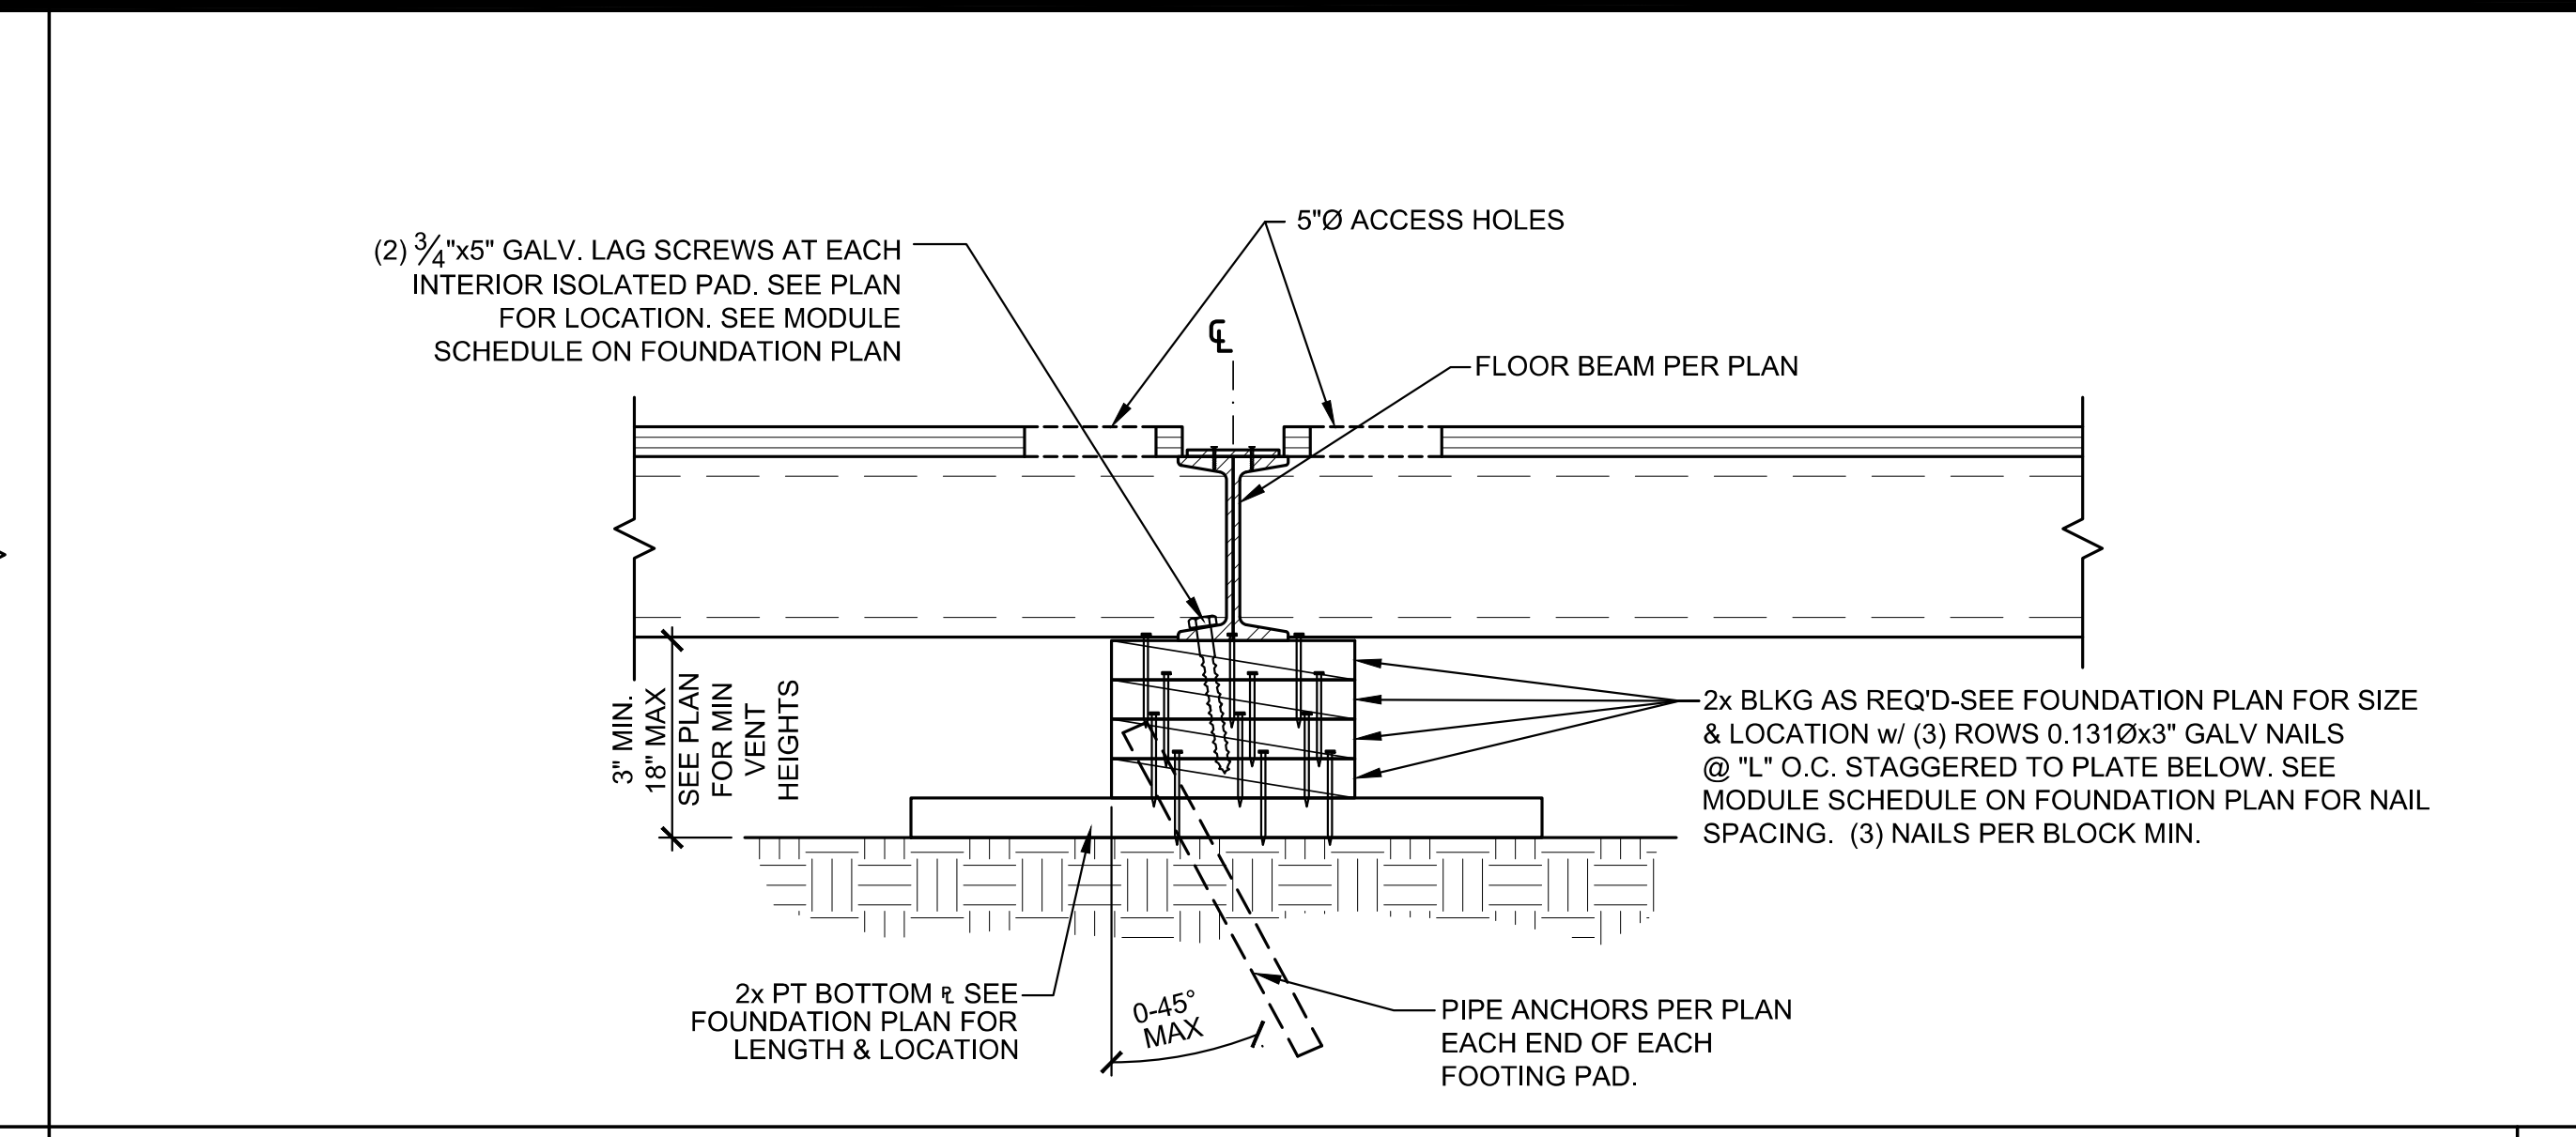 5"Ø ACCESS HOLES
(2) 3/4"x5" GALV. LAG SCREWS AT EACH
INTERIOR ISOLATED PAD. SEE PLAN
FOR LOCATION. SEE MODULE
SCHEDULE ON FOUNDATION PLAN
℄
FLOOR BEAM PER PLAN
3" MIN.
18" MAX
SEE PLAN
FOR MIN
VENT
HEIGHTS
2x BLKG AS REQ'D-SEE FOUNDATION PLAN FOR SIZE
& LOCATION w/ (3) ROWS 0.131Øx3" GALV NAILS
@ "L" O.C. STAGGERED TO PLATE BELOW. SEE
MODULE SCHEDULE ON FOUNDATION PLAN FOR NAIL
SPACING. (3) NAILS PER BLOCK MIN.
2x PT BOTTOM ⅊ SEE
FOUNDATION PLAN FOR
LENGTH & LOCATION
0-45°
MAX
PIPE ANCHORS PER PLAN
EACH END OF EACH
FOOTING PAD.